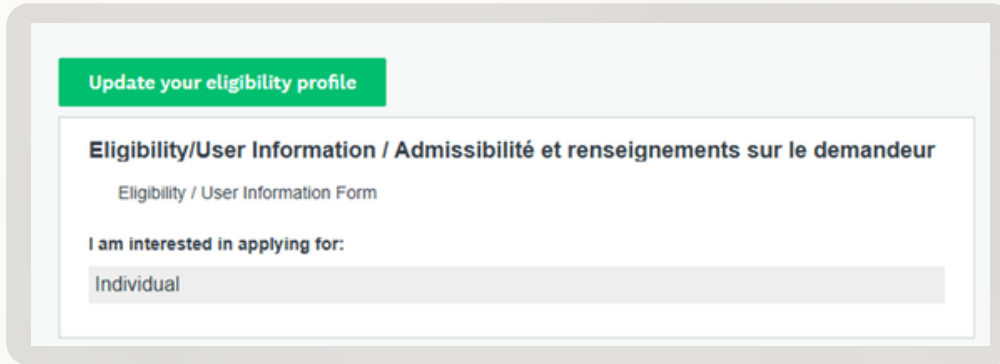 Update your eligibility profile
Eligibility/User Information / Admissibilité et renseignements sur le demandeur
Eligibility / User Information Form
I am interested in applying for:
Individual